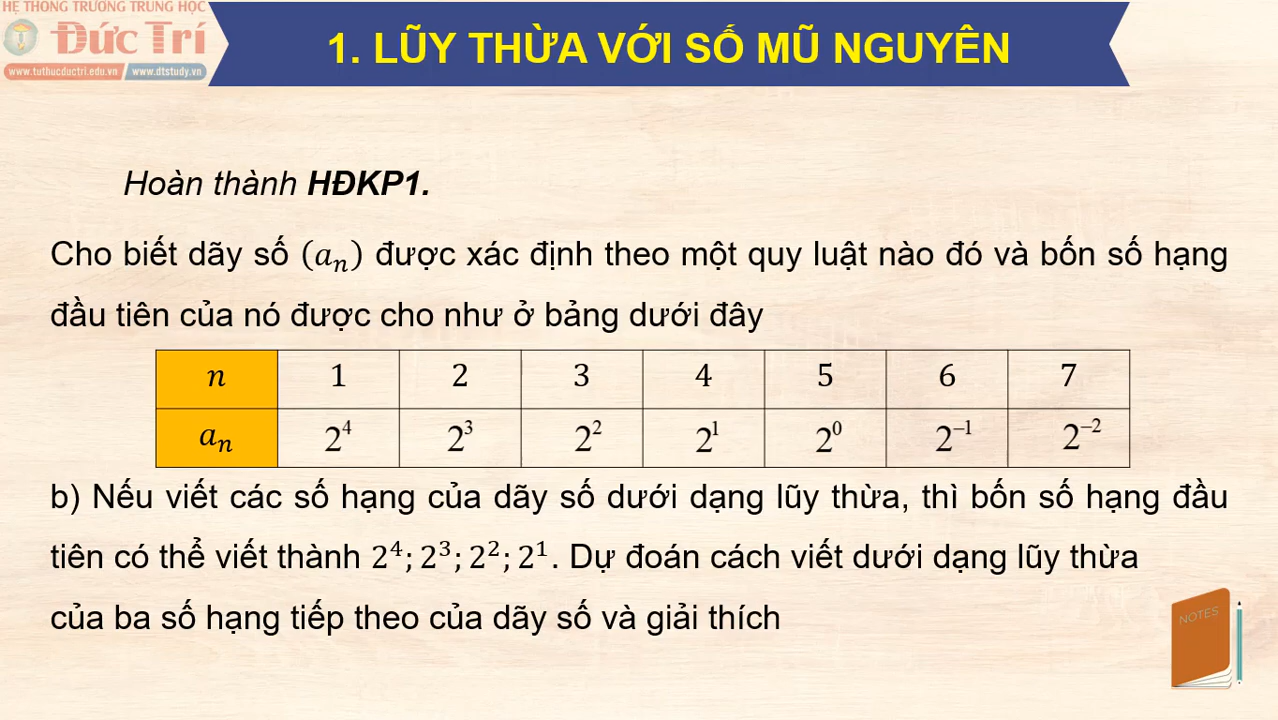 HỆ THỐNG TRƯỜNG TRUNG HỌC
Đức Trí
www.tuthucductri.edu.vn www.dtstudy.vn
1. LŨY THỪA VỚI SỐ MŨ NGUYÊN
Hoàn thành HĐKP1.
Cho biết dãy số (aₙ) được xác định theo một quy luật nào đó và bốn số hạng
đầu tiên của nó được cho như ở bảng dưới đây
n 1 2 3 4 5 6 7
aₙ 2⁴ 2³ 2² 2¹ 2⁰ 2⁻¹ 2⁻²
b) Nếu viết các số hạng của dãy số dưới dạng lũy thừa, thì bốn số hạng đầu
tiên có thể viết thành 2⁴; 2³; 2²; 2¹. Dự đoán cách viết dưới dạng lũy thừa
của ba số hạng tiếp theo của dãy số và giải thích
NOTES